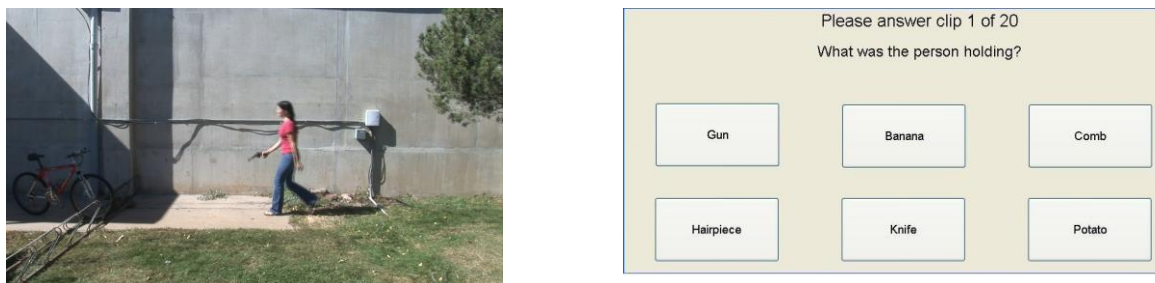 Please answer clip 1 of 20
What was the person holding?
Gun
Banana
Comb
Hairpiece
Knife
Potato